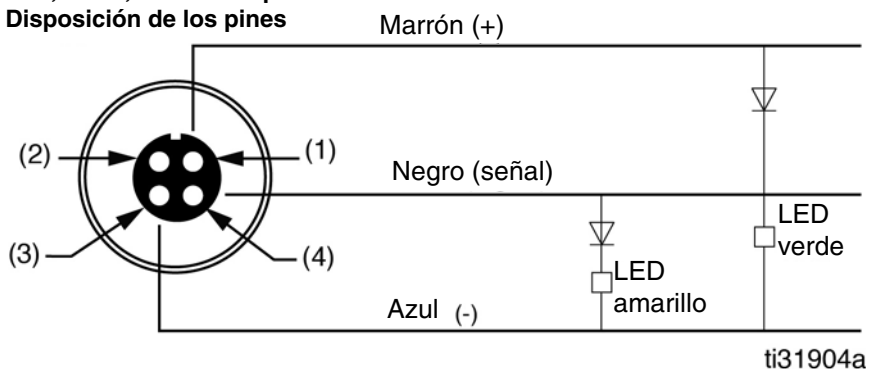 Disposición de los pines
Marrón (+)
(2)
(1)
Negro (señal)
LED
verde
(3)
(4)
LED
amarillo
Azul (-)
ti31904a